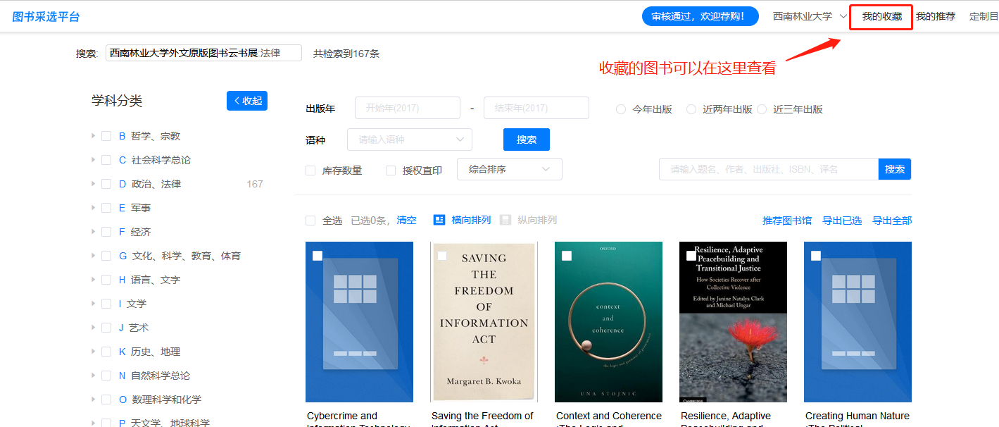 图书采选平台
审核通过，欢迎荐购！
西南林业大学
我的收藏
我的推荐
定制目
搜索:
西南林业大学外文原版图书云书展:法律
共检索到167条
收藏的图书可以在这里查看
学科分类
收起
出版年
开始年(2017)
-
结束年(2017)
今年出版
近两年出版
近三年出版
B 哲学、宗教
语种
请输入语种
搜索
C 社会科学总论
库存数量
授权直印
综合排序
请输入题名、作者、出版社、ISBN、译名
搜索
D 政治、法律
167
E 军事
全选
已选0条，
清空
横向排列
纵向排列
推荐图书馆
导出已选
导出全部
F 经济
G 文化、科学、教育、体育
H 语言、文字
I 文学
J 艺术
K 历史、地理
N 自然科学总论
O 数理科学和化学
P 天文学、地球科学
SAVING
THE
FREEDOM
OF
INFORMATION
ACT
Margaret B. Kwoka
OXFORD
context
and
coherence
the logic and grammar of prominence
UNA STOJNIC
Resilience, Adaptive
Peacebuilding and
Transitional Justice
How Societies Recover after
Collective Violence
Edited by Janine Natalya Clark
and Michael Ungar
CAMBRIDGE
Cybercrime and
Information Technology
Saving the Freedom of
Information Act
Context and Coherence
:The Logic and
Resilience, Adaptive
Peacebuilding and
Creating Human Nature
:The Political